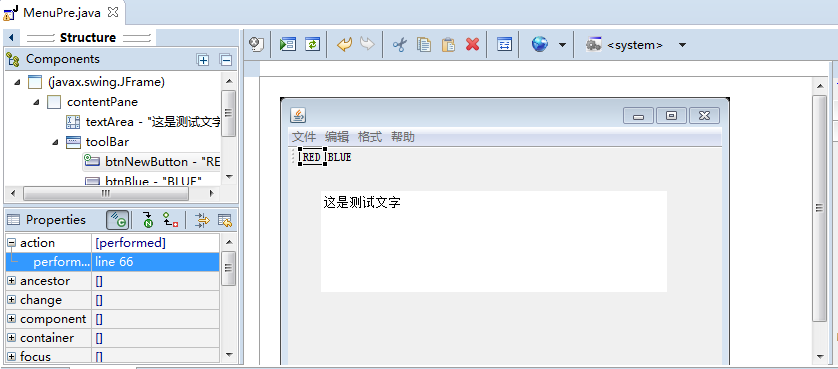 MenuPre.java
Structure
Components
(javax.swing.JFrame)
contentPane
textArea - "这是测试文字
toolBar
btnNewButton - "RE
btnBlue - "BLUE"
Properties
action [performed]
perform... line 66
ancestor []
change []
component []
container []
focus []
<system>
文件 编辑 格式 帮助
RED BLUE
这是测试文字